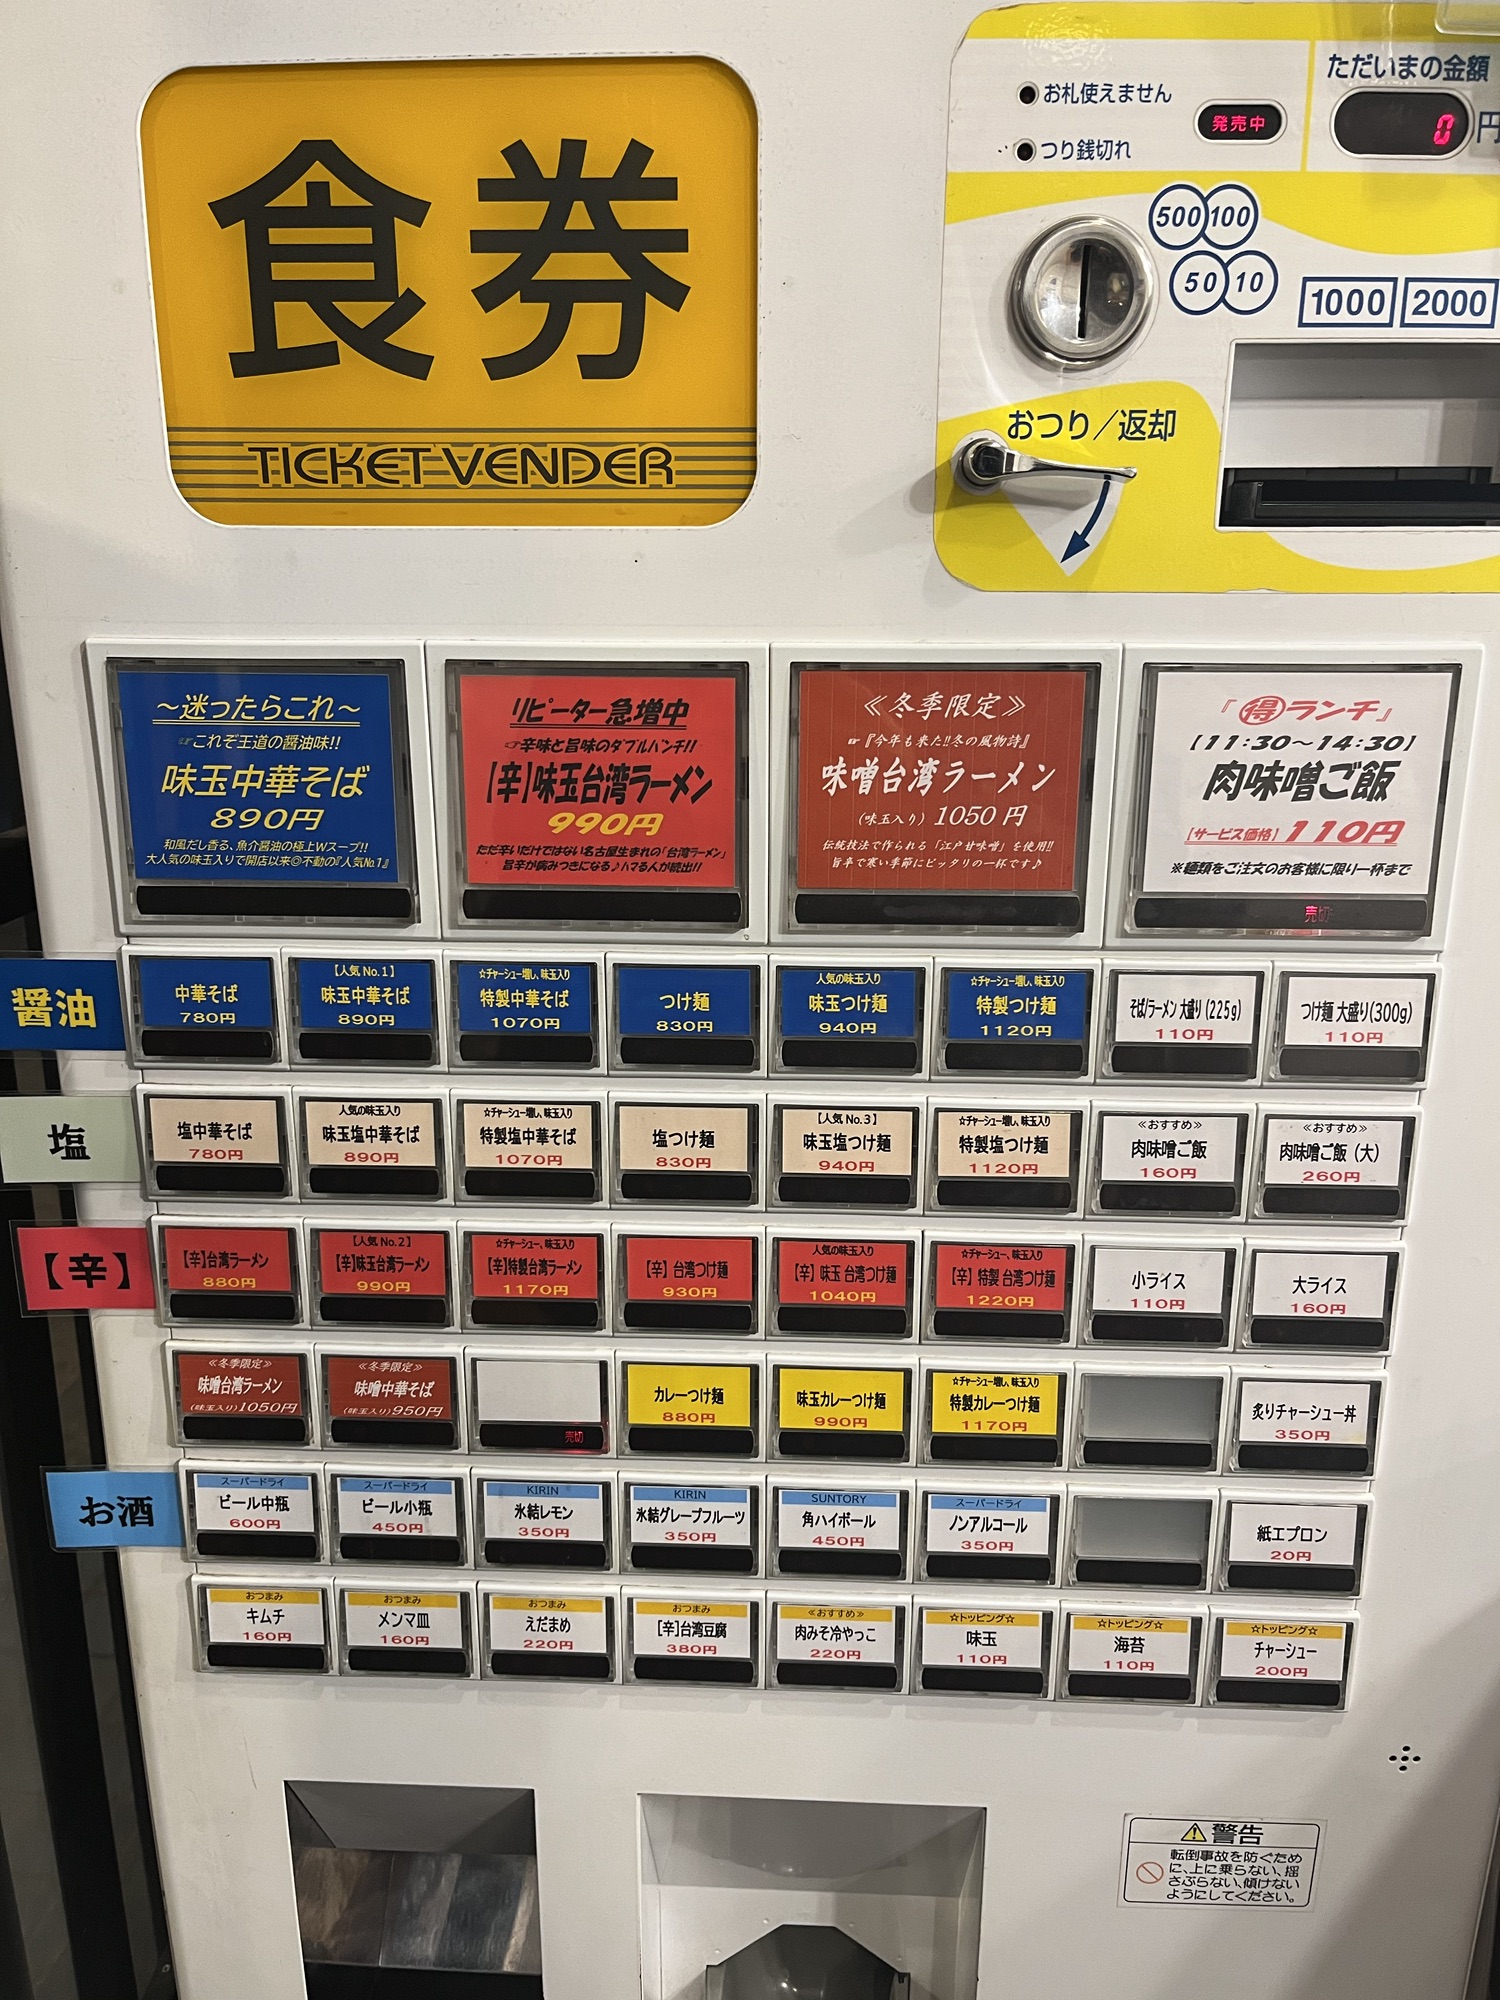 食券
TICKET VENDER
お札使えません
つり銭切れ
発売中
ただいまの金額
0円
500 100
50 10
1000 2000
おつり／返却
～迷ったらこれ～
☞これぞ王道の醤油味!!
味玉中華そば
890円
和風だし香る、魚介醤油の極上Wスープ!!
大人気の味玉入りで開店以来◎不動の『人気№1』
リピーター急増中
☞辛味と旨味のダブルパンチ!!
【辛】味玉台湾ラーメン
990円
ただ辛いだけではない名古屋生まれの「台湾ラーメン」
旨辛が病みつきになる♪ハマる人が続出!!
≪冬季限定≫
☞『今年も来た!!冬の風物詩』
味噌台湾ラーメン
（味玉入り）1050円
伝統技法で作られる「江戸甘味噌」を使用!!
旨辛で寒い季節にピッタリの一杯です♪
『得ランチ』
【11:30～14:30】
肉味噌ご飯
【サービス価格】110円
※麺類をご注文のお客様に限り一杯まで
売切
醤油
中華そば
780円
【人気 No.1】
味玉中華そば
890円
☆チャーシュー増し、味玉入り
特製中華そば
1070円
つけ麺
830円
人気の味玉入り
味玉つけ麺
940円
☆チャーシュー増し、味玉入り
特製つけ麺
1120円
そば/ラーメン 大盛り（225g）
110円
つけ麺 大盛り(300g)
110円
塩
塩中華そば
780円
人気の味玉入り
味玉塩中華そば
890円
☆チャーシュー増し、味玉入り
特製塩中華そば
1070円
塩つけ麺
830円
【人気 No.3】
味玉塩つけ麺
940円
☆チャーシュー増し、味玉入り
特製塩つけ麺
1120円
≪おすすめ≫
肉味噌ご飯
160円
≪おすすめ≫
肉味噌ご飯（大）
260円
【辛】
【辛】台湾ラーメン
880円
【人気 No.2】
【辛】味玉台湾ラーメン
990円
☆チャーシュー、味玉入り
【辛】特製台湾ラーメン
1170円
【辛】台湾つけ麺
930円
人気の味玉入り
【辛】味玉 台湾つけ麺
1040円
☆チャーシュー、味玉入り
【辛】特製 台湾つけ麺
1220円
小ライス
110円
大ライス
160円
≪冬季限定≫
味噌台湾ラーメン
（味玉入り）1050円
≪冬季限定≫
味噌中華そば
（味玉入り）950円
売切
カレーつけ麺
880円
味玉カレーつけ麺
990円
☆チャーシュー増し、味玉入り
特製カレーつけ麺
1170円
炙りチャーシュー丼
350円
お酒
スーパードライ
ビール中瓶
600円
スーパードライ
ビール小瓶
450円
KIRIN
氷結レモン
350円
KIRIN
氷結グレープフルーツ
350円
SUNTORY
角ハイボール
450円
スーパードライ
ノンアルコール
350円
紙エプロン
20円
おつまみ
キムチ
160円
おつまみ
メンマ皿
160円
おつまみ
えだまめ
220円
おつまみ
[辛]台湾豆腐
380円
≪おすすめ≫
肉みそ冷やっこ
220円
☆トッピング☆
味玉
110円
☆トッピング☆
海苔
110円
☆トッピング☆
チャーシュー
200円
警告
転倒事故を防ぐため
に、上に乗らない、揺
さぶらない、傾けない
ようにしてください。